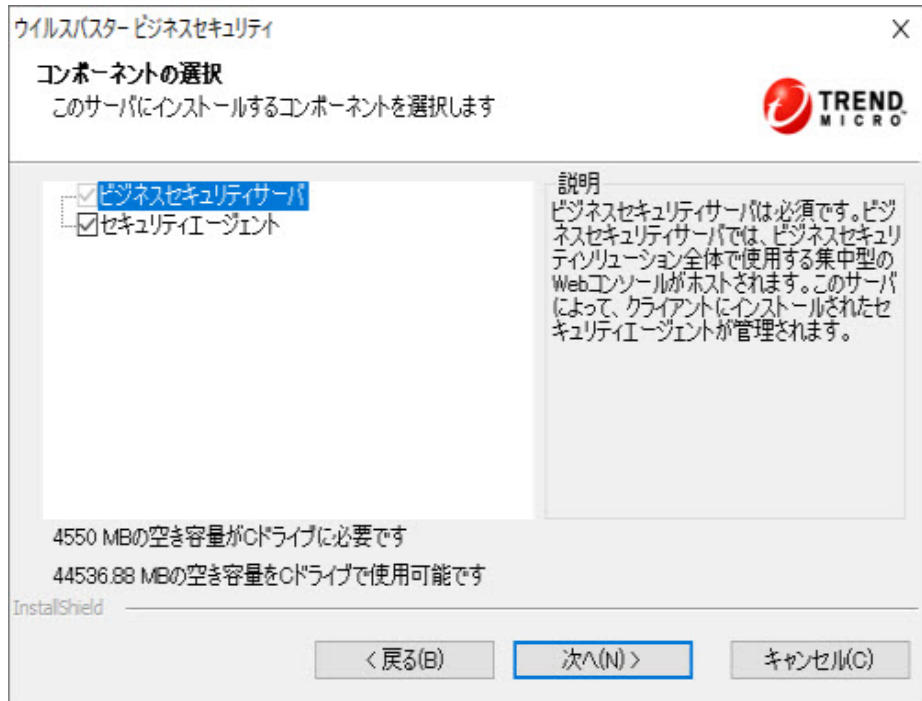 ウイルスバスター ビジネスセキュリティ
コンポーネントの選択
このサーバにインストールするコンポーネントを選択します
TREND
MICRO
ビジネスセキュリティサーバ
セキュリティエージェント
説明
ビジネスセキュリティサーバは必須です。ビジ
ネスセキュリティサーバでは、ビジネスセキュリ
ティソリューション全体で使用する集中型の
Webコンソールがホストされます。このサーバ
によって、クライアントにインストールされたセ
キュリティエージェントが管理されます。
4550 MBの空き容量がCドライブに必要です
44536.88 MBの空き容量をCドライブで使用可能です
InstallShield
< 戻る(B)
次へ(N) >
キャンセル(C)